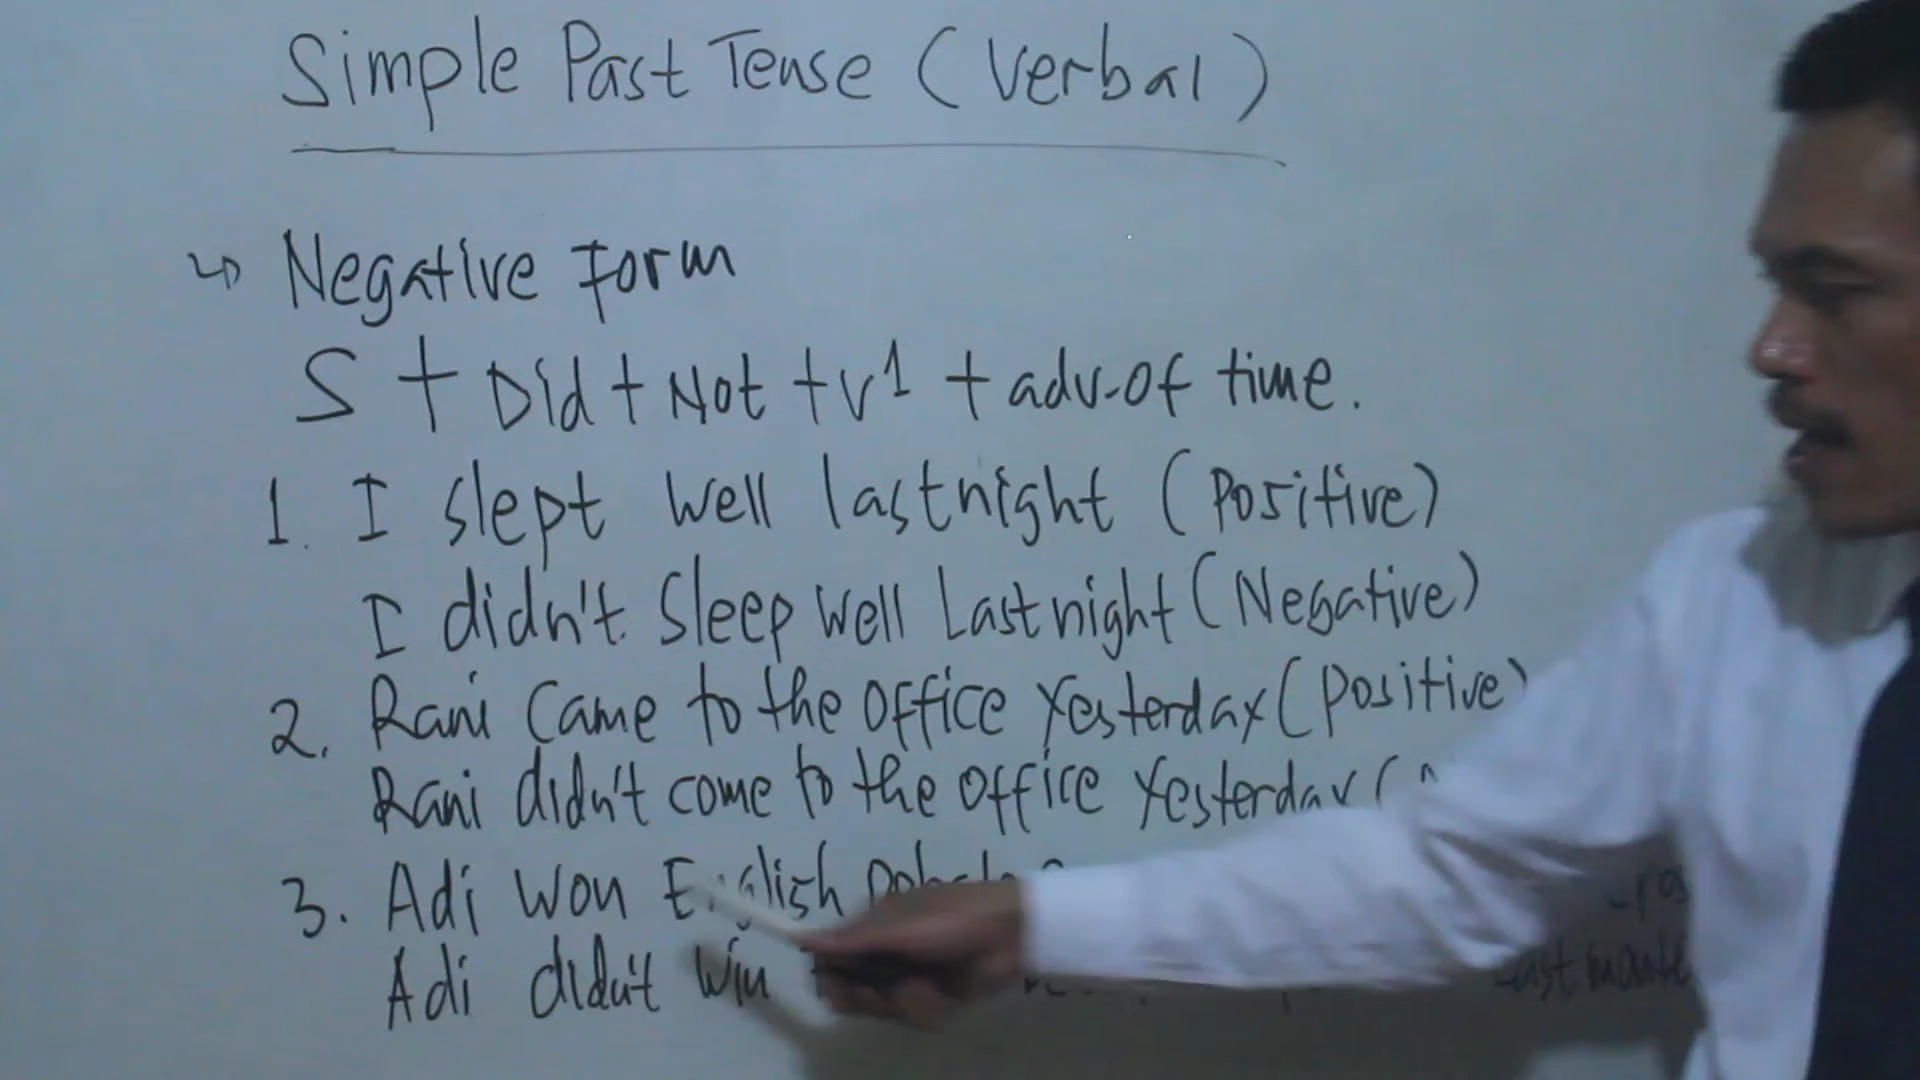 Simple Past Tense (Verbal)
Negative Form
S + Did + Not + V1 + adv.of time.
1. I slept well last night (Positive)
I didn't sleep well Last night (Negative)
2. Rani Came to the Office Yesterday (Positive)
Rani didn't come to the Office Yesterday (
3. Adi Won English
Adi didn't Win